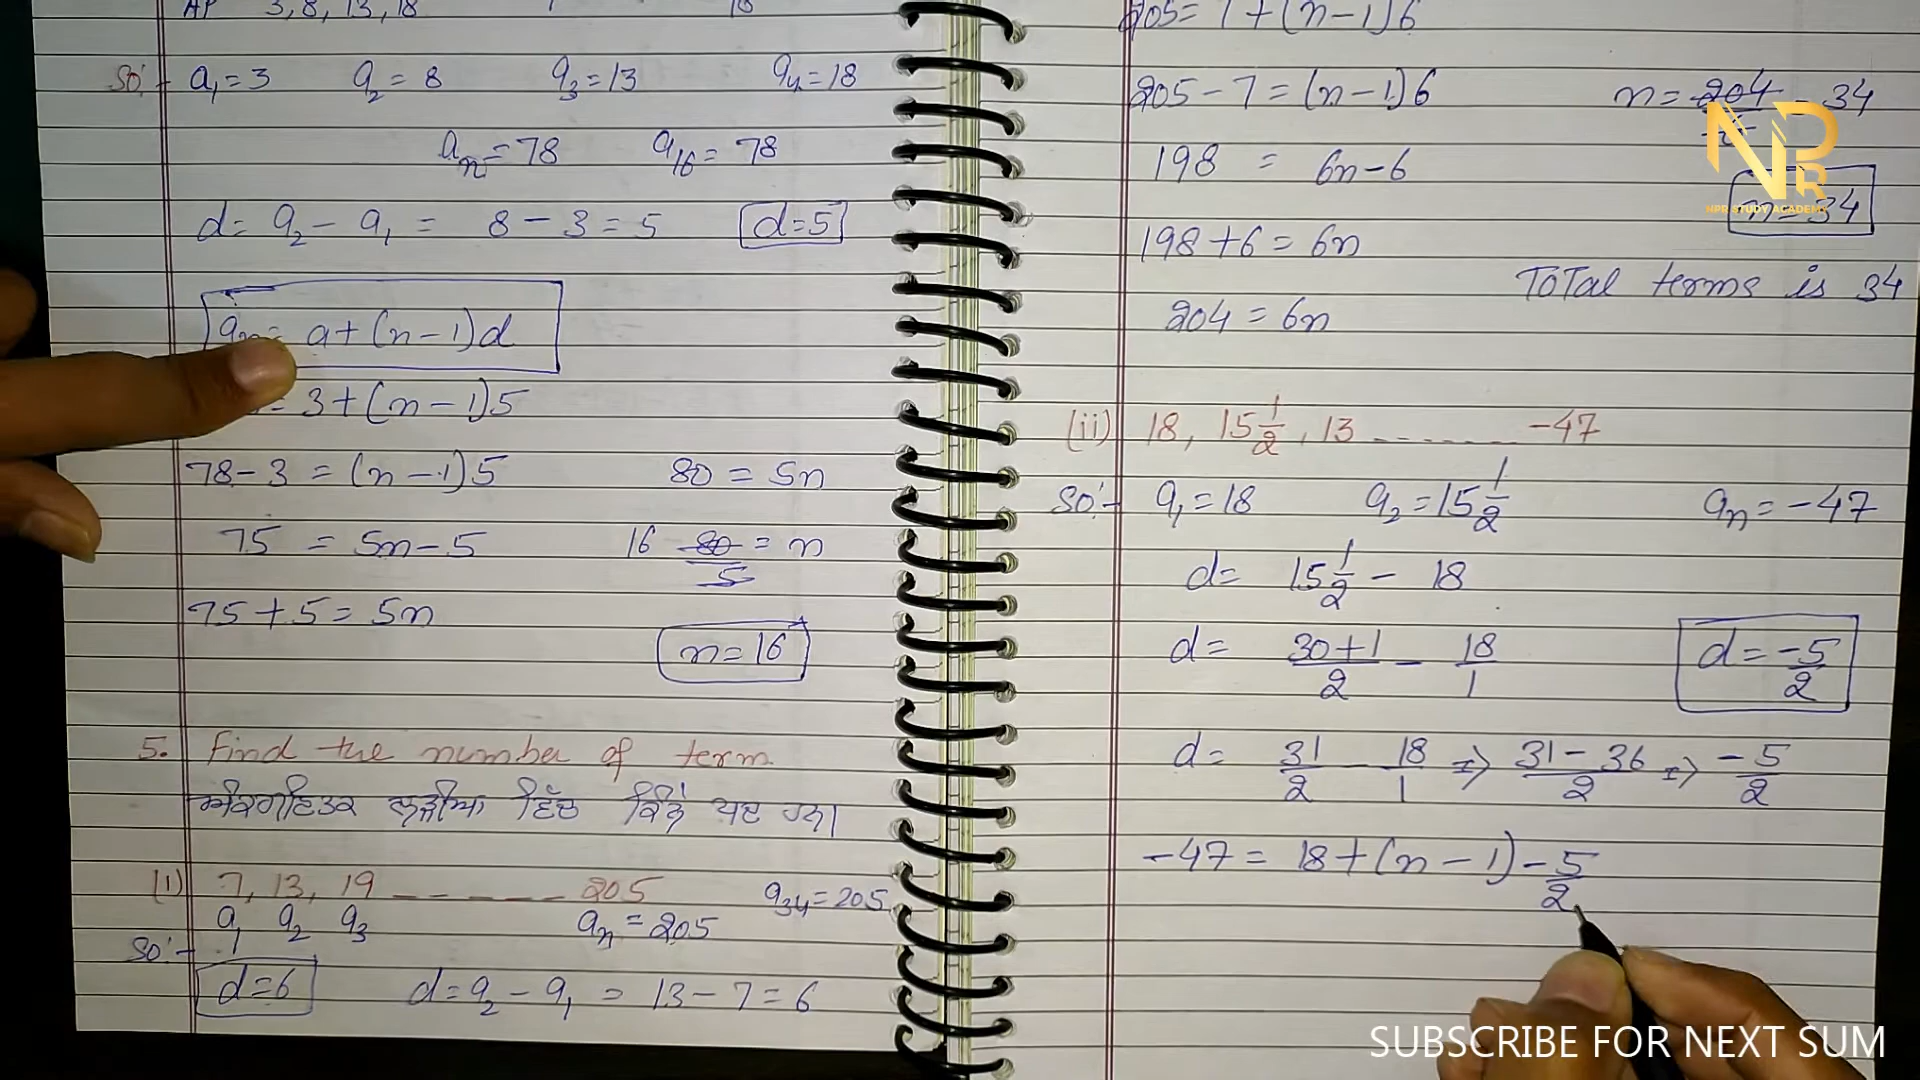 AP 3, 8, 13, 18
So:- a₁=3 a₂=8 a₃=13 a₄=18
aₙ=78 a₁₆=78
d= a₂-a₁ = 8-3=5 d=5
aₙ= a+(n-1)d
= 3+(n-1)5
78-3 = (n-1)5 80 = 5n
75 = 5n-5 16 80/5 = n
75+5= 5n
n=16
5. Find the number of term
ਵਿੱਚ ਕਿੰਨੇ ਪਦ ਹਨ।
(i) 7, 13, 19 ------ 205 a₃₄=205
a₁ a₂ a₃ aₙ=205
So:-
d=6 d=a₂-a₁ = 13-7=6
205= 7+(n-1)6
205-7=(n-1)6 n= 204/6 = 34
198 = 6n-6
n=34
198+6=6n
Total terms is 34
204=6n
(ii) 18, 15 1/2, 13 ------ -47
So:- a₁=18 a₂=15 1/2 aₙ=-47
d= 15 1/2 - 18
d= 30+1/2 - 18/1 d=-5/2
d= 31/2 - 18/1 => 31-36/2 => -5/2
-47= 18+(n-1)-5/2
NPR
NPR STUDY ACADEMY
SUBSCRIBE FOR NEXT SUM